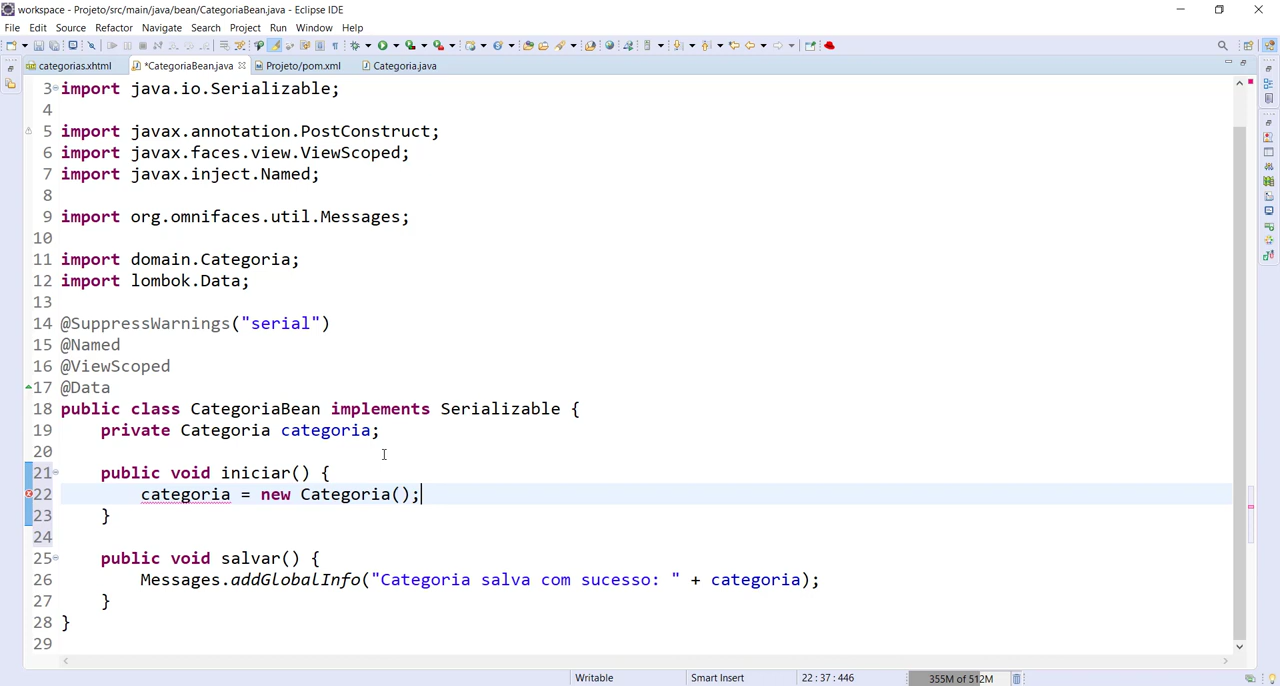 workspace - Projeto/src/main/java/bean/CategoriaBean.java - Eclipse IDE
File Edit Source Refactor Navigate Search Project Run Window Help
categorias.xhtml *CategoriaBean.java Projeto/pom.xml Categoria.java
3 import java.io.Serializable;
4
5 import javax.annotation.PostConstruct;
6 import javax.faces.view.ViewScoped;
7 import javax.inject.Named;
8
9 import org.omnifaces.util.Messages;
10
11 import domain.Categoria;
12 import lombok.Data;
13
14 @SuppressWarnings("serial")
15 @Named
16 @ViewScoped
17 @Data
18 public class CategoriaBean implements Serializable {
19 private Categoria categoria;
20
21 public void iniciar() {
22 categoria = new Categoria();
23 }
24
25 public void salvar() {
26 Messages.addGlobalInfo("Categoria salva com sucesso: " + categoria);
27 }
28 }
29
Writable Smart Insert 22 : 37 : 446 355M of 512M